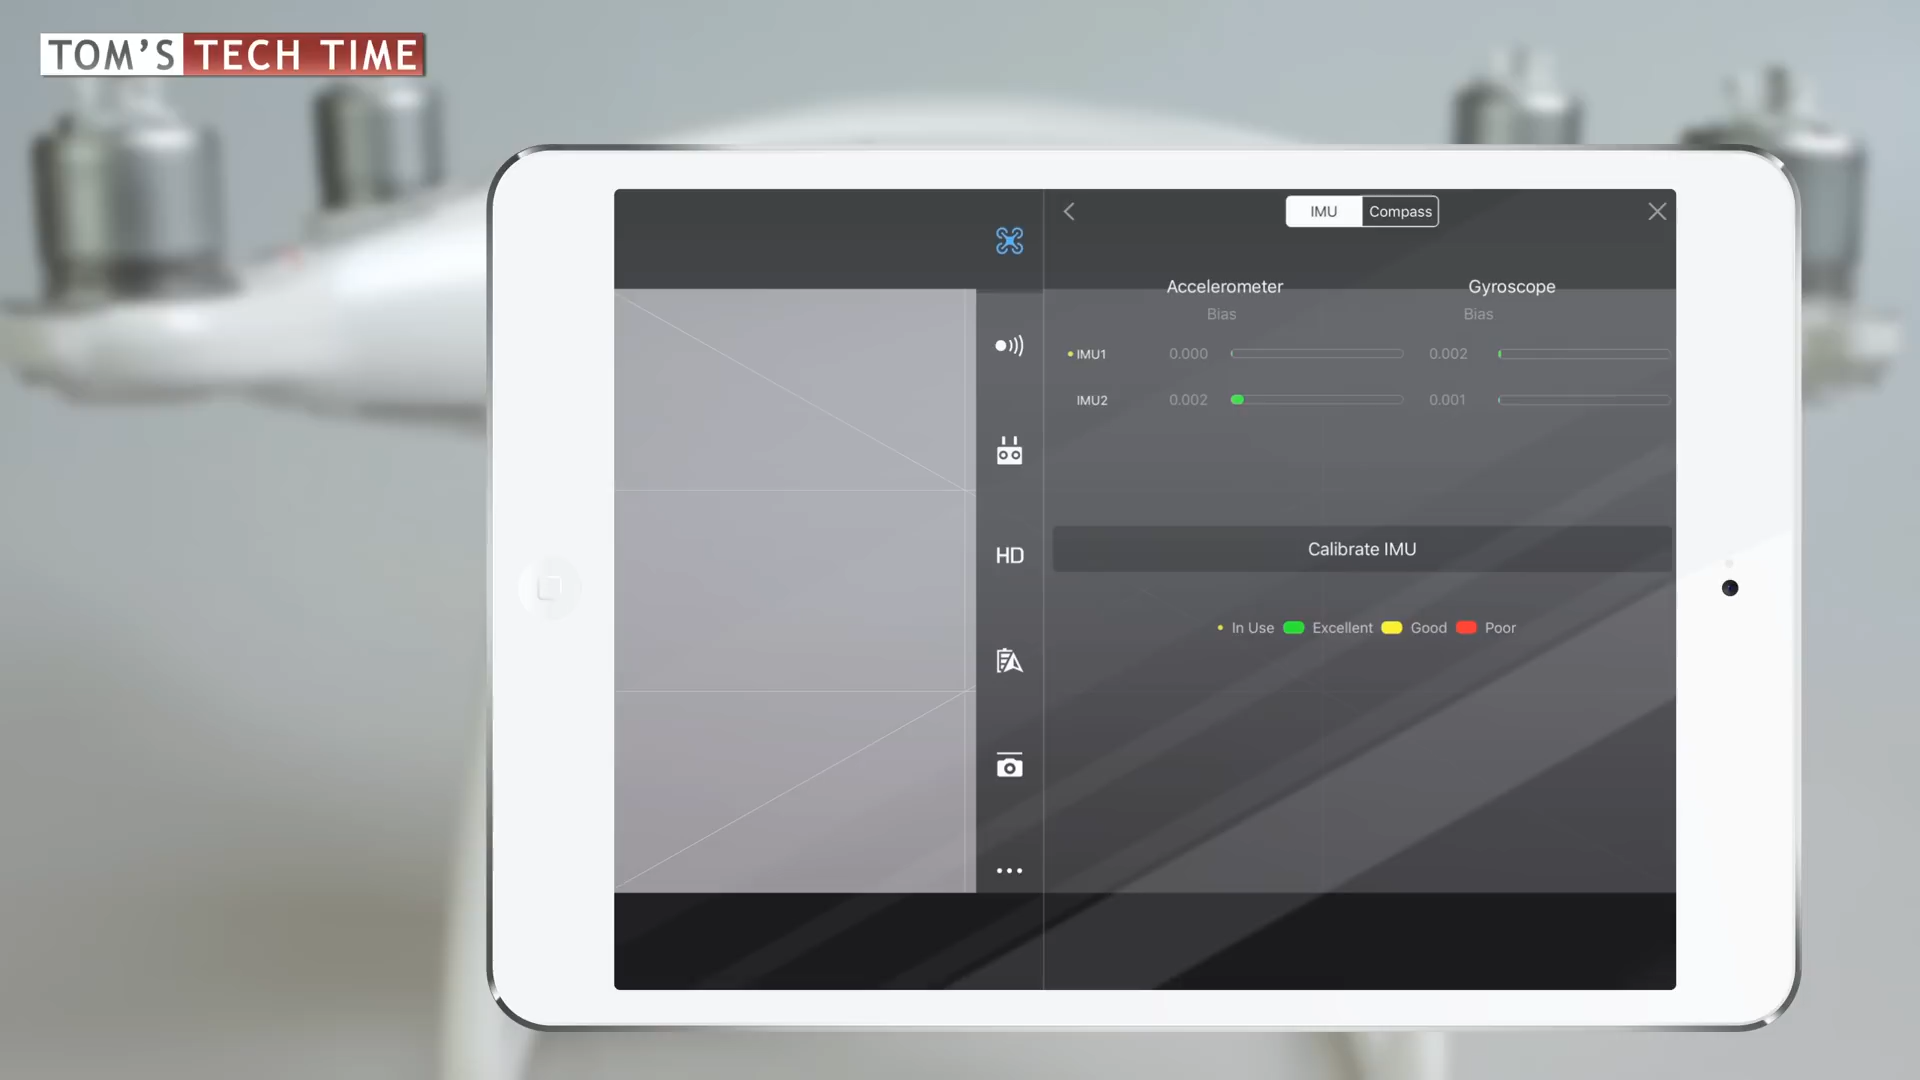 TOM'S TECH TIME
IMU Compass
Accelerometer Gyroscope
Bias Bias
IMU1 0.000 0.002
IMU2 0.002 0.001
HD
Calibrate IMU
In Use Excellent Good Poor